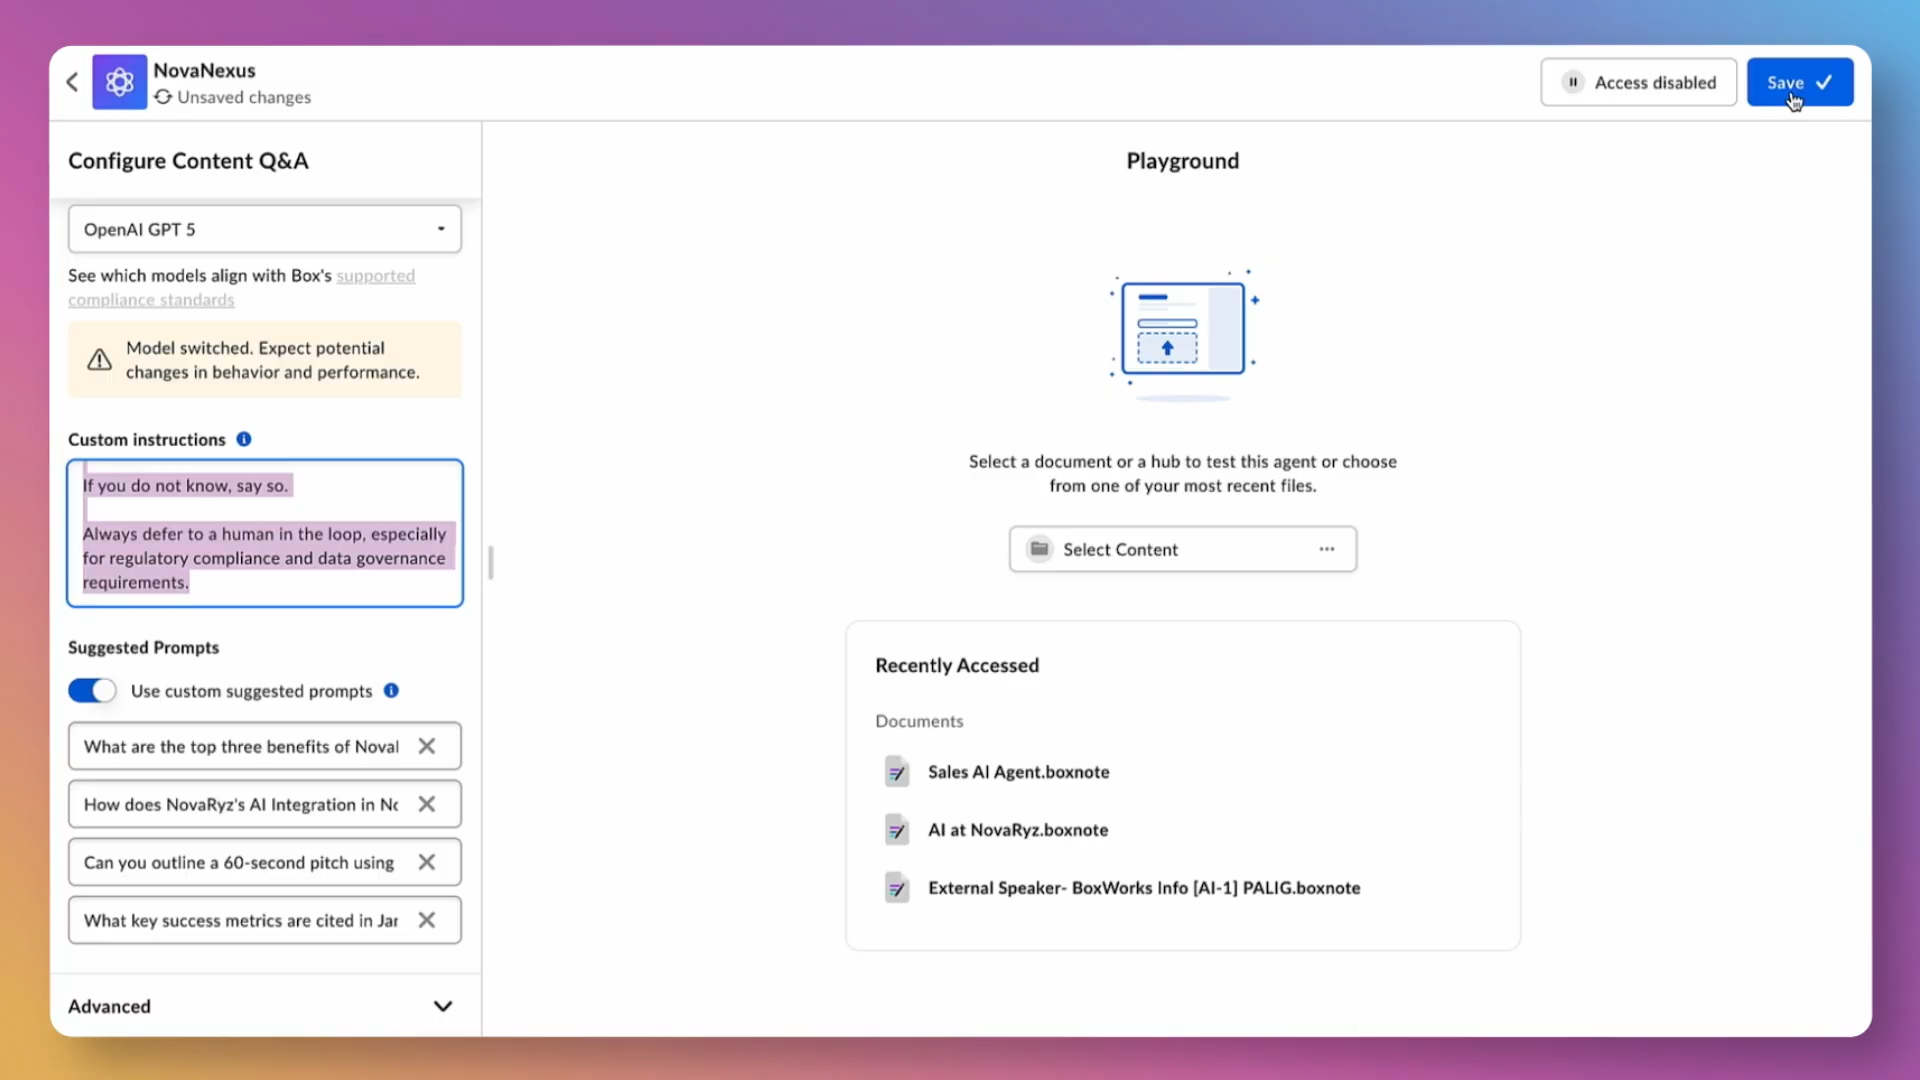 NovaNexus
Unsaved changes
Access disabled
Save
Configure Content Q&A
OpenAI GPT 5
See which models align with Box's supported
compliance standards
Model switched. Expect potential
changes in behavior and performance.
Custom instructions
If you do not know, say so.
Always defer to a human in the loop, especially
for regulatory compliance and data governance
requirements.
Suggested Prompts
Use custom suggested prompts
What are the top three benefits of
How does NovaRyz's AI Integration in
Can you outline a 60-second pitch using
What key success metrics are cited in
Advanced
Playground
Select a document or a hub to test this agent or choose
from one of your most recent files.
Select Content
Recently Accessed
Documents
Sales AI Agent.boxnote
AI at NovaRyz.boxnote
External Speaker- BoxWorks Info [AI-1] PALIG.boxnote